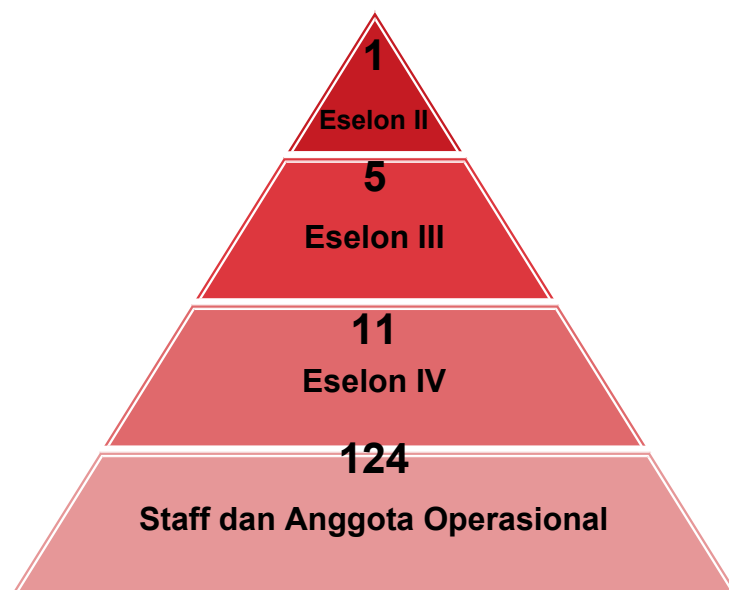 1
Eselon II
5
Eselon III
11
Eselon IV
124
Staff dan Anggota Operasional